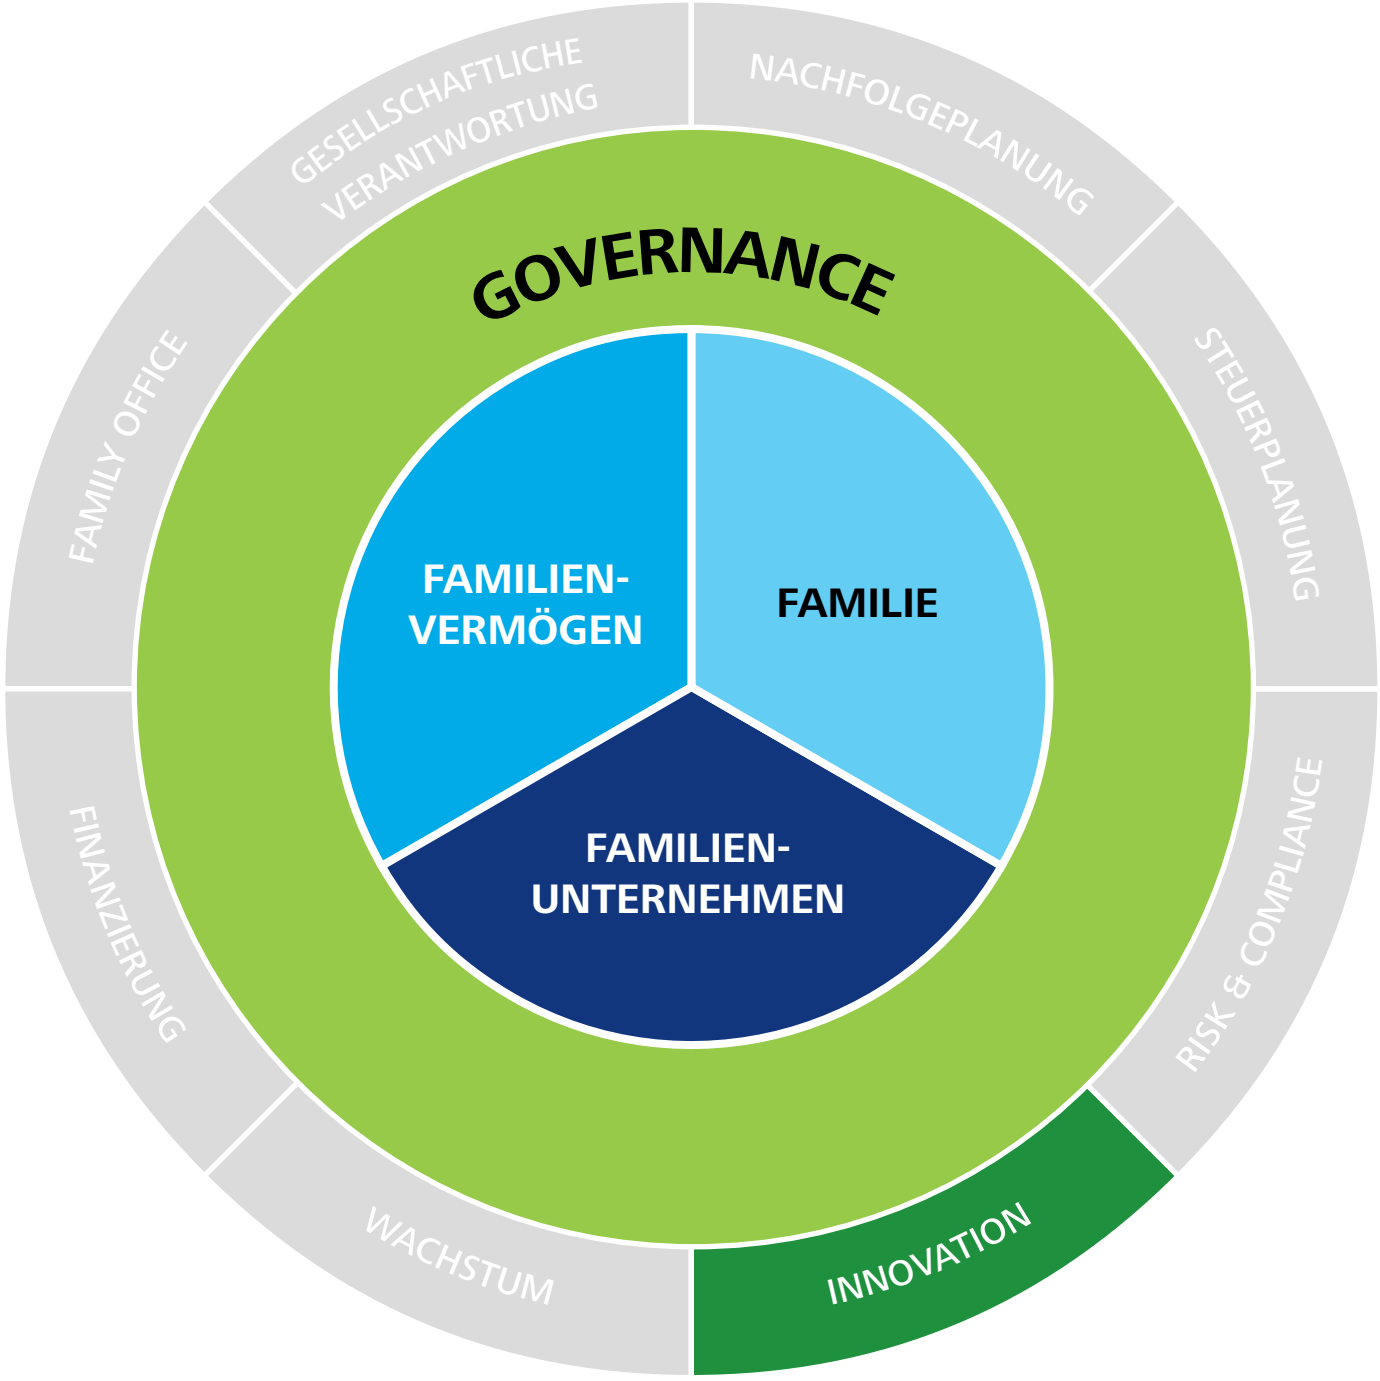 GESELLSCHAFTLICHE
VERANTWORTUNG
NACHFOLGEPLANUNG
STEUERPLANUNG
RISK & COMPLIANCE
INNOVATION
WACHSTUM
FINANZIERUNG
FAMILY OFFICE
GOVERNANCE
FAMILIEN-
VERMÖGEN
FAMILIE
FAMILIEN-
UNTERNEHMEN